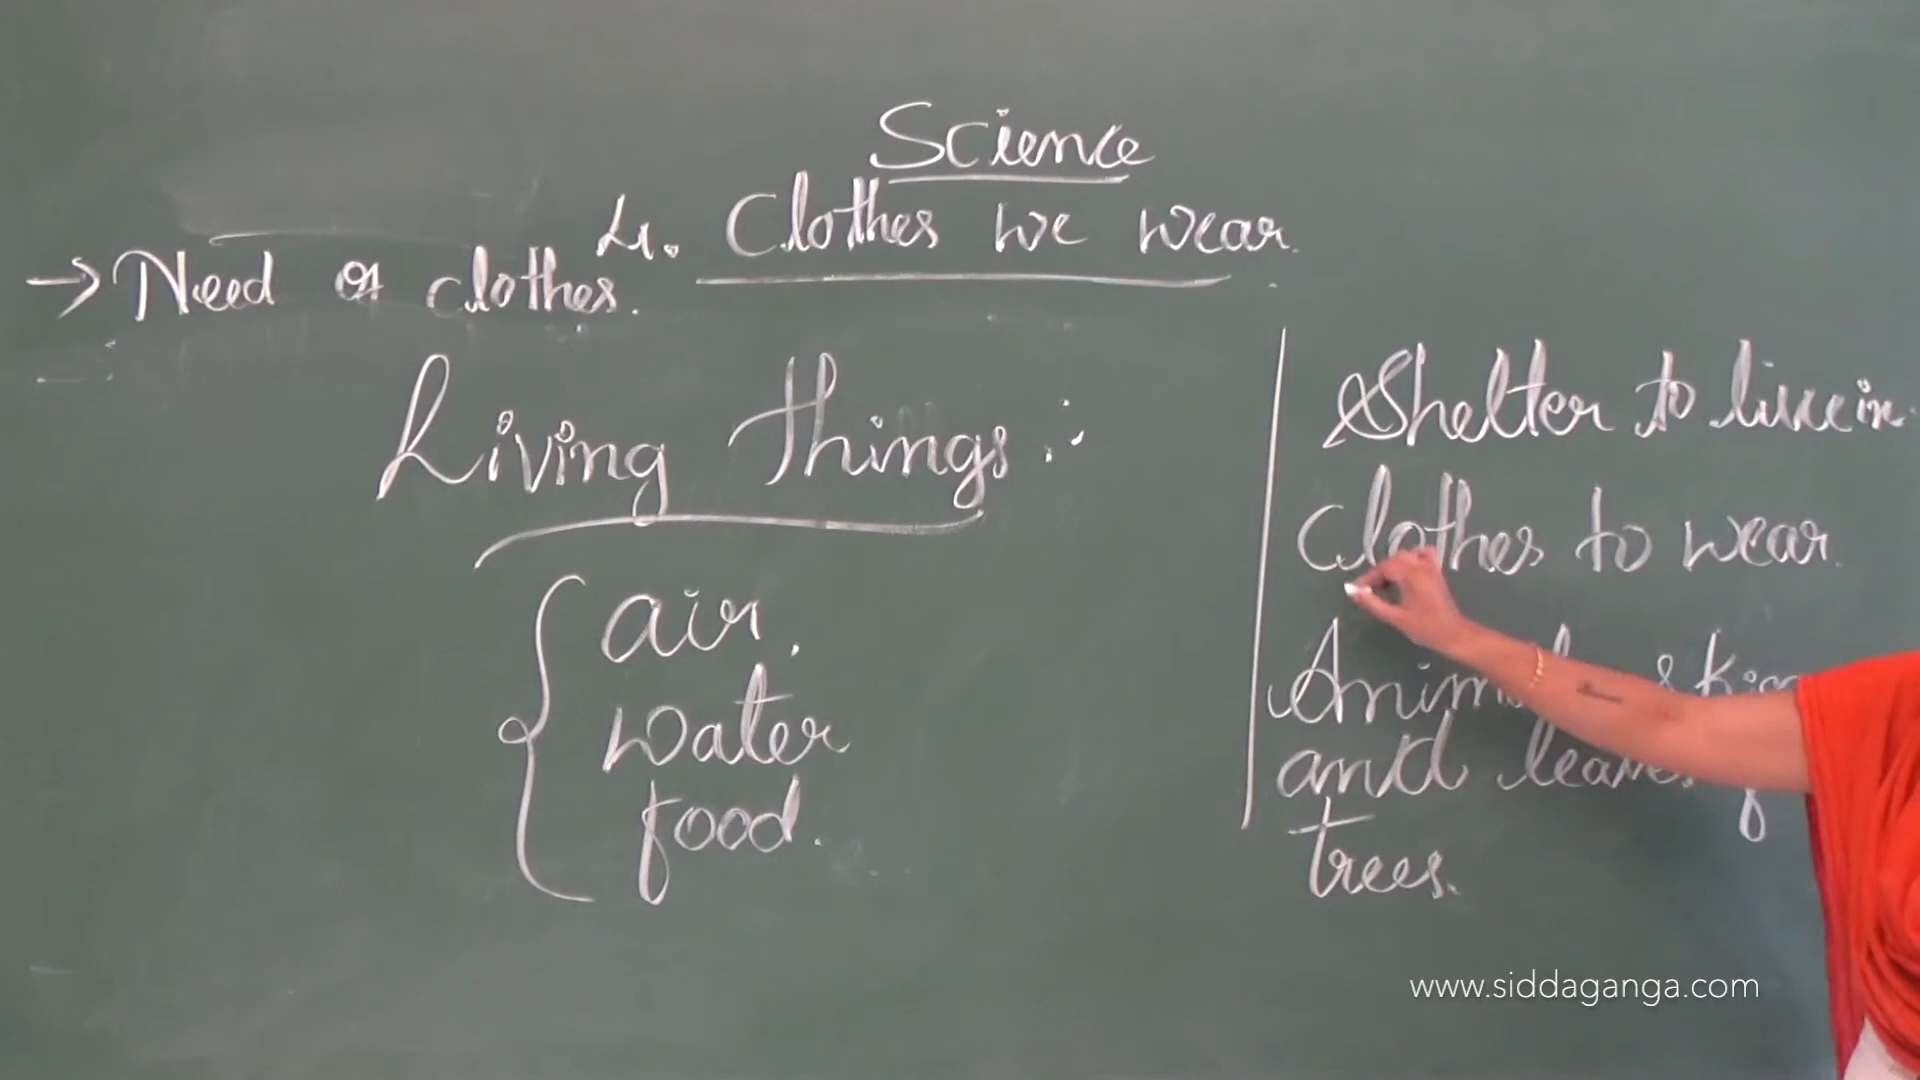 Science
4. Clothes we wear.
→ Need of clothes.
Living things :-
air,
water
food.
Shelter to live in.
Clothes to wear.
and
trees.
www.siddaganga.com